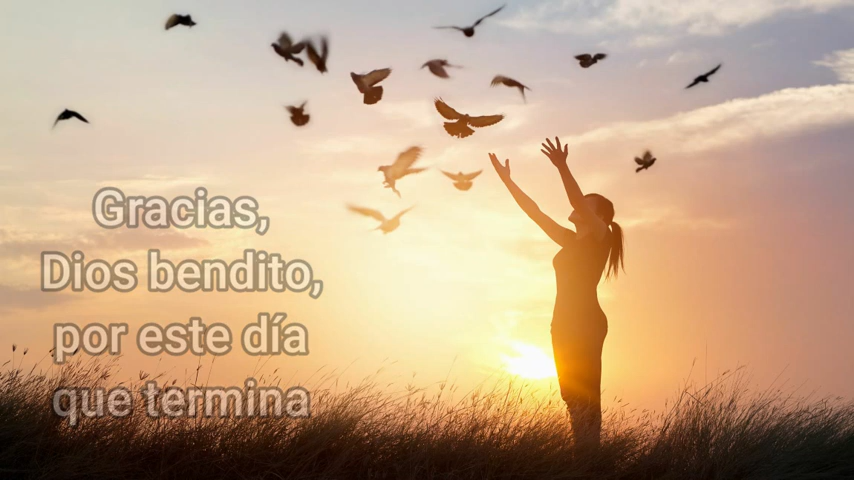 Gracias,
Dios bendito,
por este día
que termina